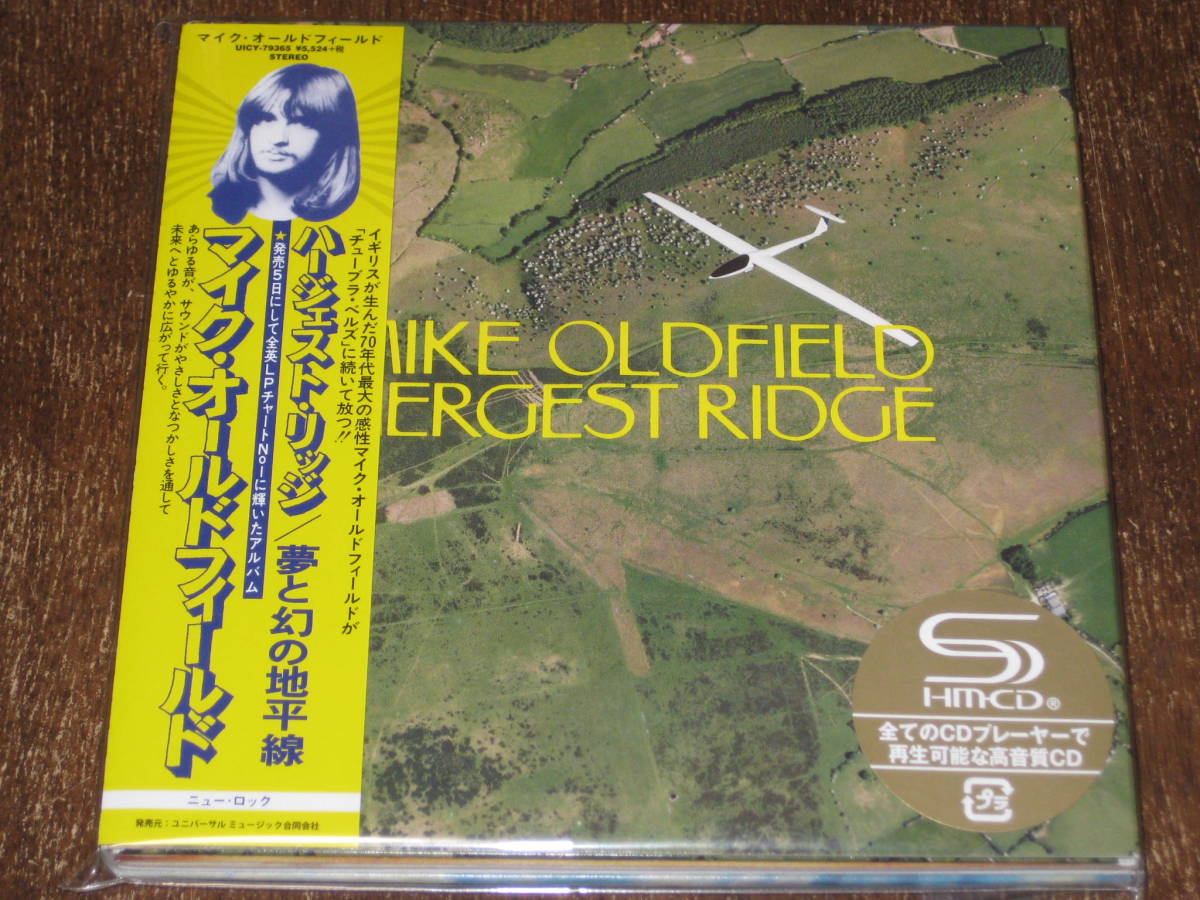 マイク・オールドフィールド
UICY-79365 ¥5,524+税
STEREO
イギリスが生んだ70年代最大の感性マイク・オールドフィールドが
「チューブラ・ベルズ」に続いて放つ!!
ハージェスト・リッジ/夢と幻の地平線
★発売5日にして全英LPチャートNo1に輝いたアルバム
マイク・オールドフィールド
あらゆる音が、サウンドがやさしさとなつかしさを通して
未来へとゆるやかに広がって行く。
ニュー・ロック
発売元:ユニバーサル ミュージック合同会社
MIKE OLDFIELD
ERGEST RIDGE
SHM-CD®
全てのCDプレーヤーで
再生可能な高音質CD
プラ